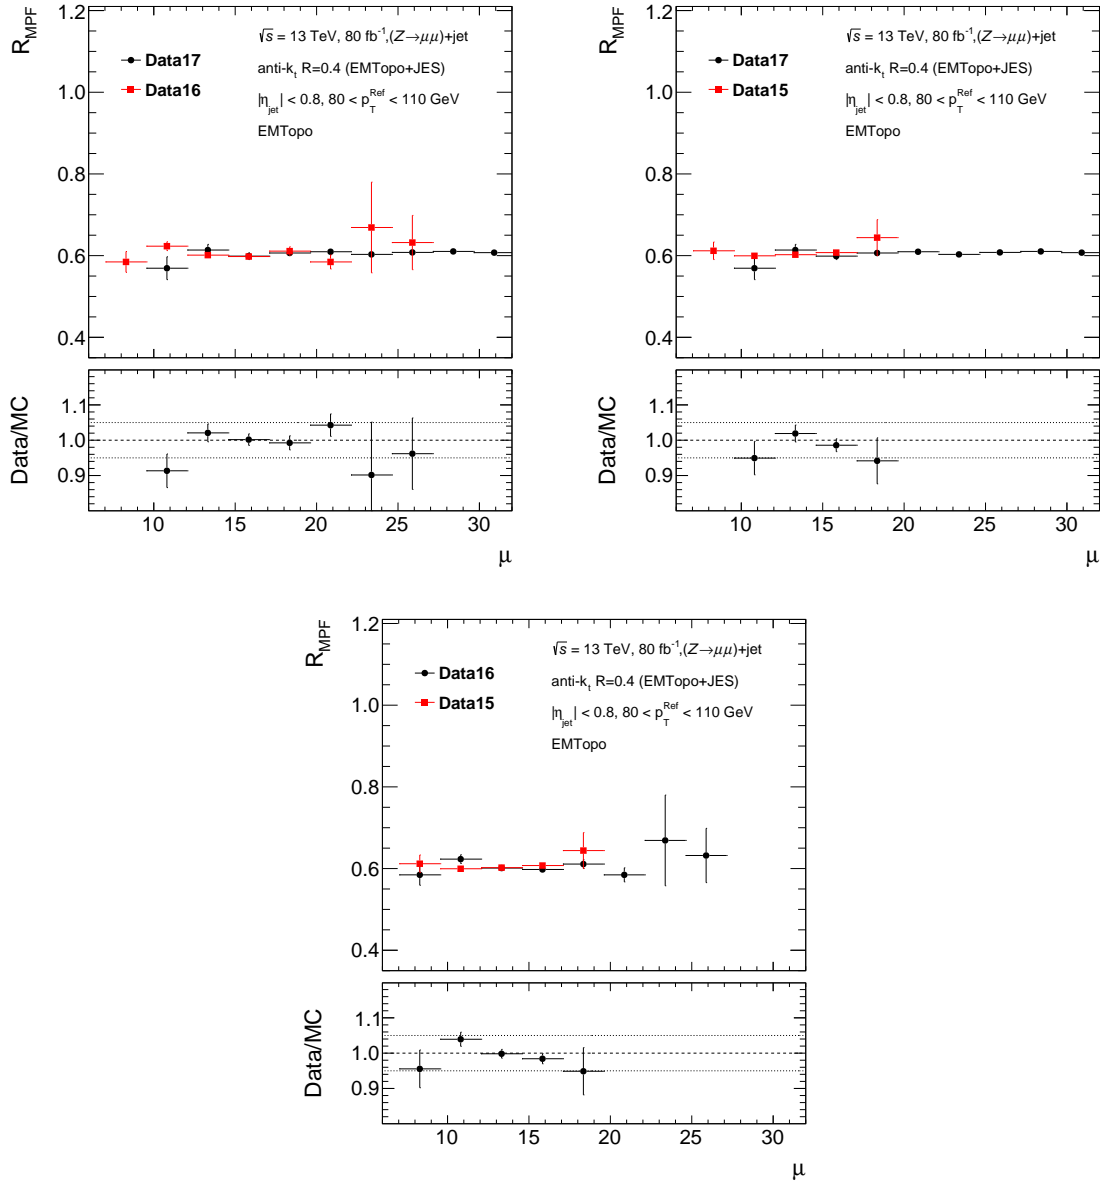 R_MPF
1.2
1.0
0.8
0.6
0.4
√s = 13 TeV, 80 fb⁻¹,(Z→μμ)+jet
Data17
anti-k_t R=0.4 (EMTopo+JES)
Data16
|η_jet| < 0.8, 80 < p_T^Ref < 110 GeV
EMTopo
Data/MC
1.1
1.0
0.9
10 15 20 25 30
μ
R_MPF
1.2
1.0
0.8
0.6
0.4
√s = 13 TeV, 80 fb⁻¹,(Z→μμ)+jet
Data17
anti-k_t R=0.4 (EMTopo+JES)
Data15
|η_jet| < 0.8, 80 < p_T^Ref < 110 GeV
EMTopo
Data/MC
1.1
1.0
0.9
10 15 20 25 30
μ
R_MPF
1.2
1.0
0.8
0.6
0.4
√s = 13 TeV, 80 fb⁻¹,(Z→μμ)+jet
Data16
anti-k_t R=0.4 (EMTopo+JES)
Data15
|η_jet| < 0.8, 80 < p_T^Ref < 110 GeV
EMTopo
Data/MC
1.1
1.0
0.9
10 15 20 25 30
μ